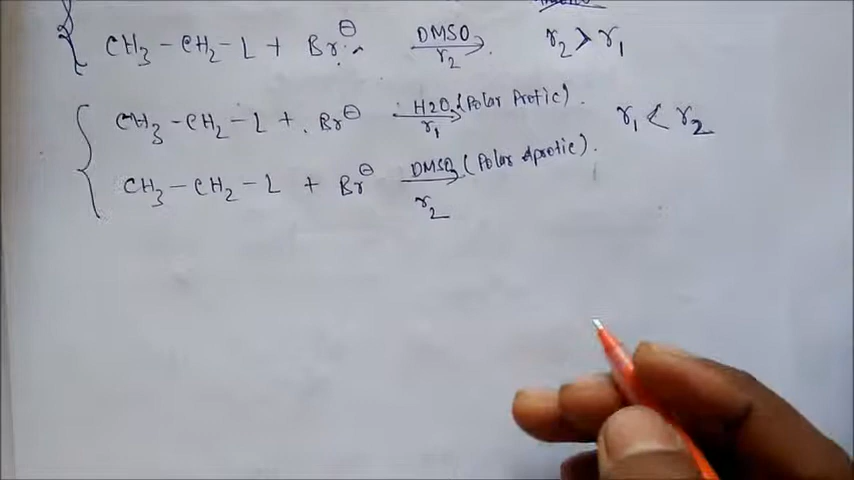 CH3 - CH2 - L + Br⊖ DMSO r2 → r2 > r1
CH3 - CH2 - L + Br⊖ H2O (Polar Protic). r1 → r1 < r2
CH3 - CH2 - L + Br⊖ DMSO (Polar aprotic). r2 →